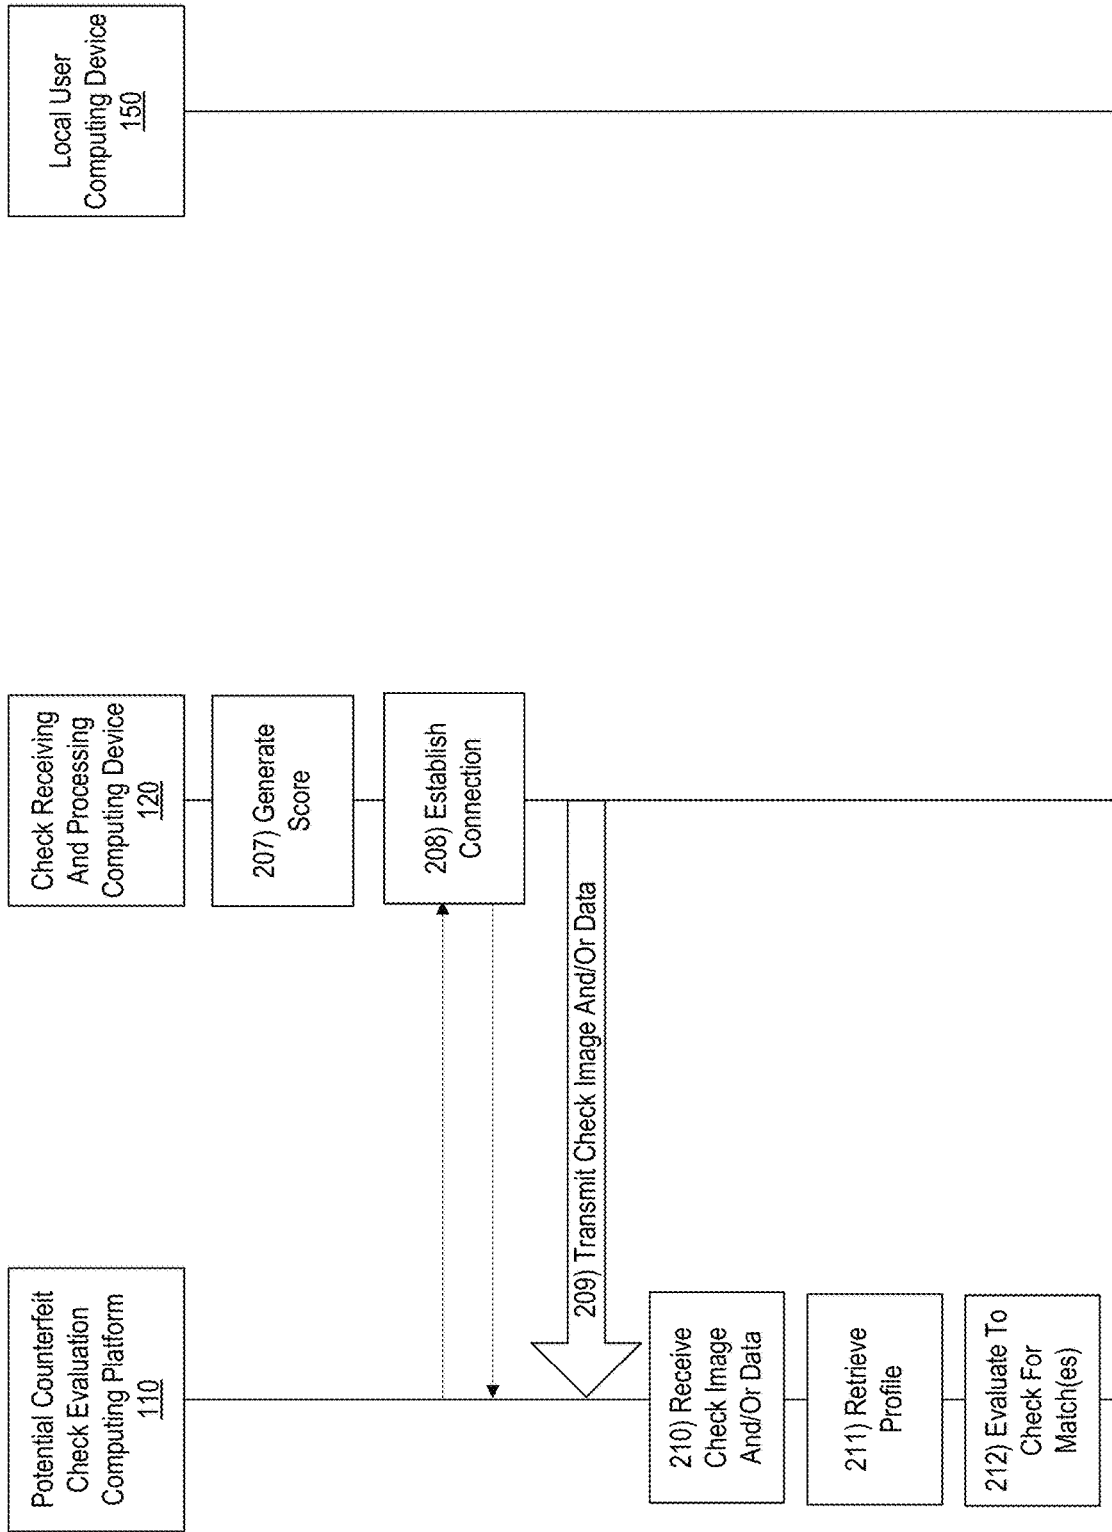 Potential Counterfeit
Check Evaluation
Computing Platform
110
Check Receiving
And Processing
Computing Device
120
Local User
Computing Device
150
207) Generate
Score
208) Establish
Connection
209) Transmit Check Image And/Or Data
210) Receive
Check Image
And/Or Data
211) Retrieve
Profile
212) Evaluate To
Check For
Match(es)